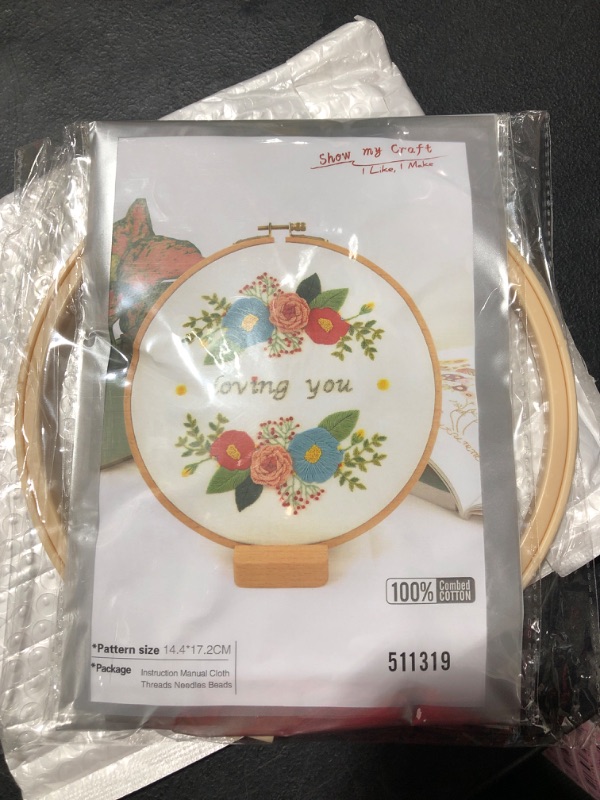 Show my Craft
I Like, I Make
loving you
100% Combed
COTTON
*Pattern size 14.4*17.2CM
*Package Instruction Manual Cloth
Threads Needles Beads
511319